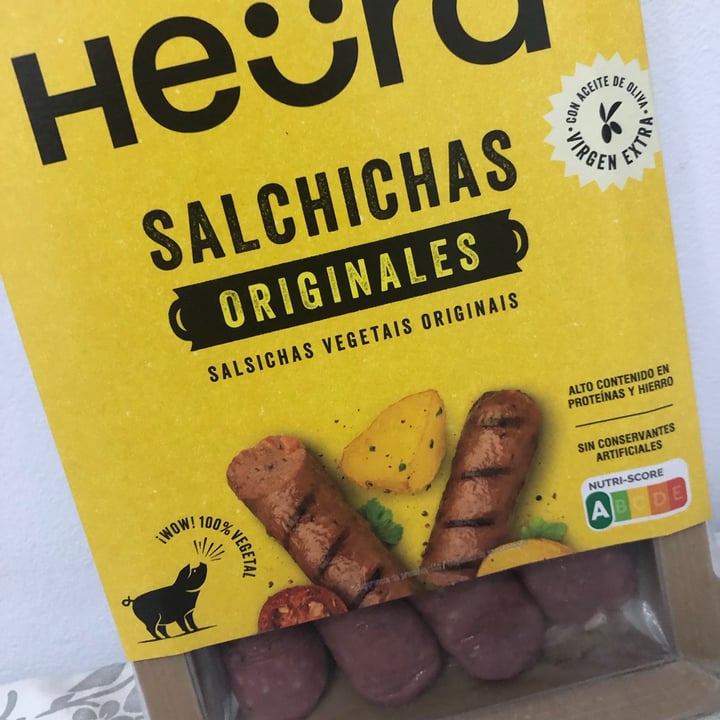 Heüra
CON ACEITE DE OLIVA
VIRGEN EXTRA
SALCHICHAS
ORIGINALES
SALSICHAS VEGETAIS ORIGINAIS
ALTO CONTENIDO EN
PROTEÍNAS Y HIERRO
SIN CONSERVANTES
ARTIFICIALES
NUTRI-SCORE
A B C D E
¡WOW! 100% VEGETAL